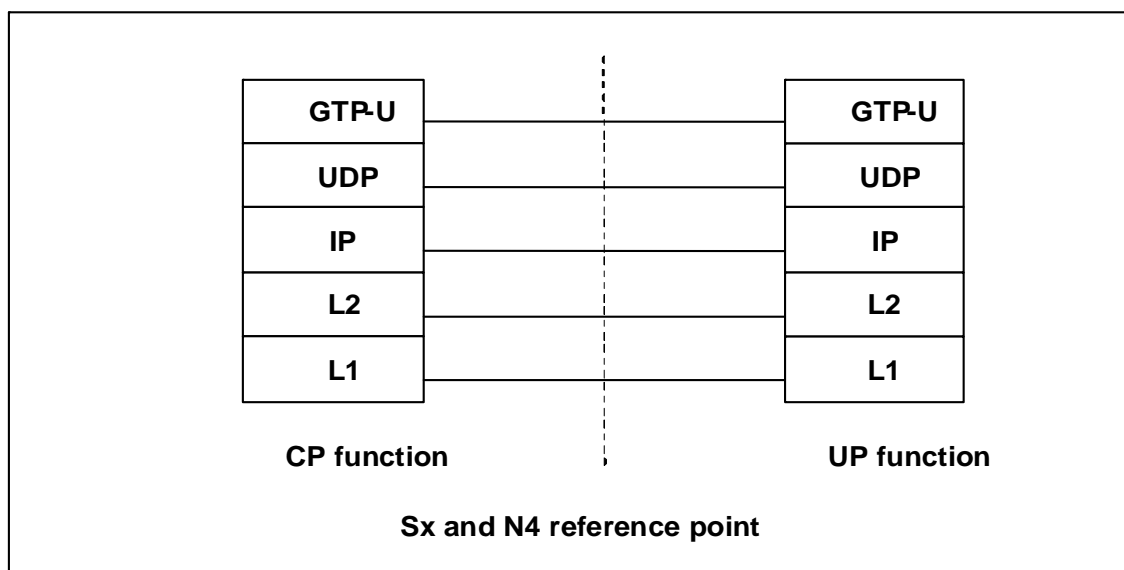 GTP-U GTP-U
UDP UDP
IP IP
L2 L2
L1 L1
CP function UP function
Sx and N4 reference point